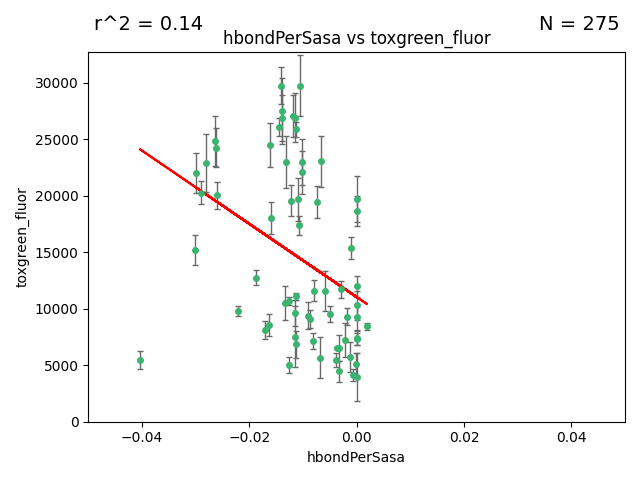 r^2 = 0.14
N = 275
hbondPerSasa vs toxgreen_fluor
30000
25000
20000
15000
10000
5000
0
toxgreen_fluor
−0.04
−0.02
0.00
0.02
0.04
hbondPerSasa